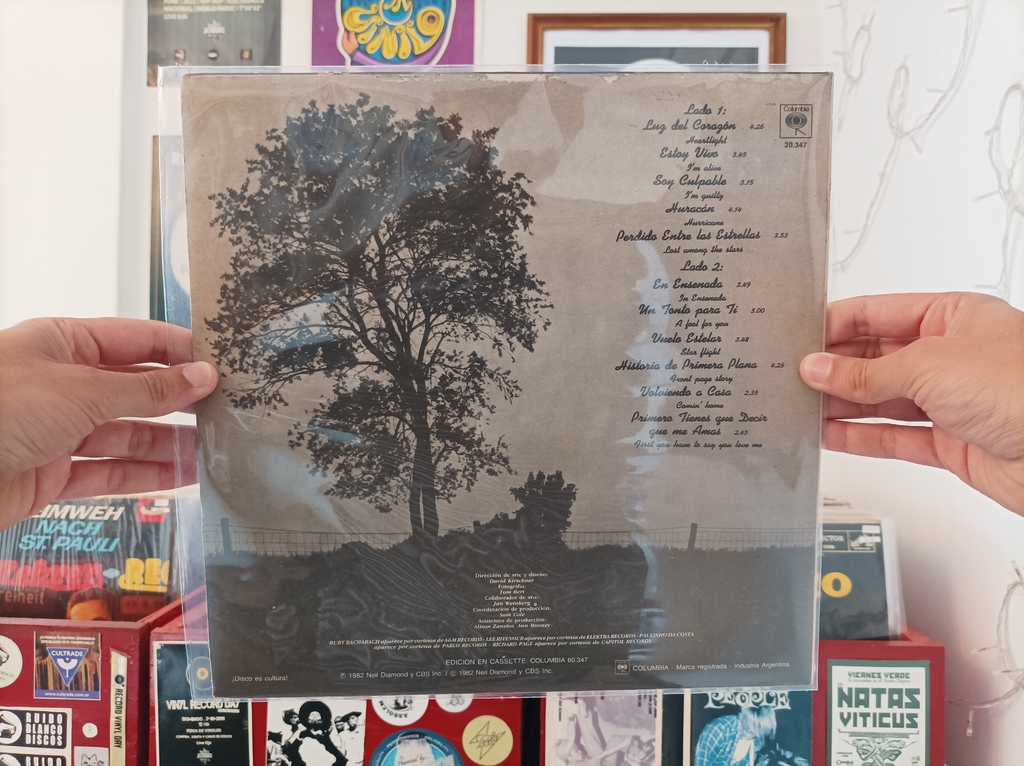 Lado 1:
Luz del Corazón 4.26
Heartlight
Estoy Vivo 3.45
I'm alive
Soy Culpable 3.15
I'm guilty
Huracán 4.14
Hurricane
Perdido Entre las Estrellas 3.53
Lost among the stars
Lado 2:
En Ensenada 3.49
In Ensenada
Un Tonto para Ti 3.00
A fool for you
Vuelo Estelar 3.48
Star flight
Historia de Primera Plana 4.26
Front page story
Volviendo a Casa 2.35
Comin' home
Primero Tienes que Decir
que me Amas 2.45
First you have to say you love me
Columbia
20.347
Dirección de arte y diseño:
David Kirschner
Fotografía:
Tom Bert
Colaborador de arte:
Jan Weinberg
Coordinación de producción:
Sam Cole
Asistentes de producción:
Alison Zanetos, Ann Mooney
BURT BACHARACH aparece por cortesía de A&M RECORDS - LEE RITENOUR aparece por cortesía de ELEKTRA RECORDS - PAULINHO DA COSTA
aparece por cortesía de PABLO RECORDS - RICHARD PAGE aparece por cortesía de CAPITOL RECORDS
EDICION EN CASSETTE: COLUMBIA 60.347
COLUMBIA - Marca registrada - Industria Argentina
¡Disco es cultura!
℗ 1982 Neil Diamond y CBS Inc. / © 1982 Neil Diamond y CBS Inc.
NACH
ST. PAULI
CULTRADE
www.cultrade.com.ar
RUIDO
BLANCO
DISCOS
RECORD VINYL DAY
VINYL RECORD DAY
PEOPLE
VIERNES VERDE
NATAS
VITICUS